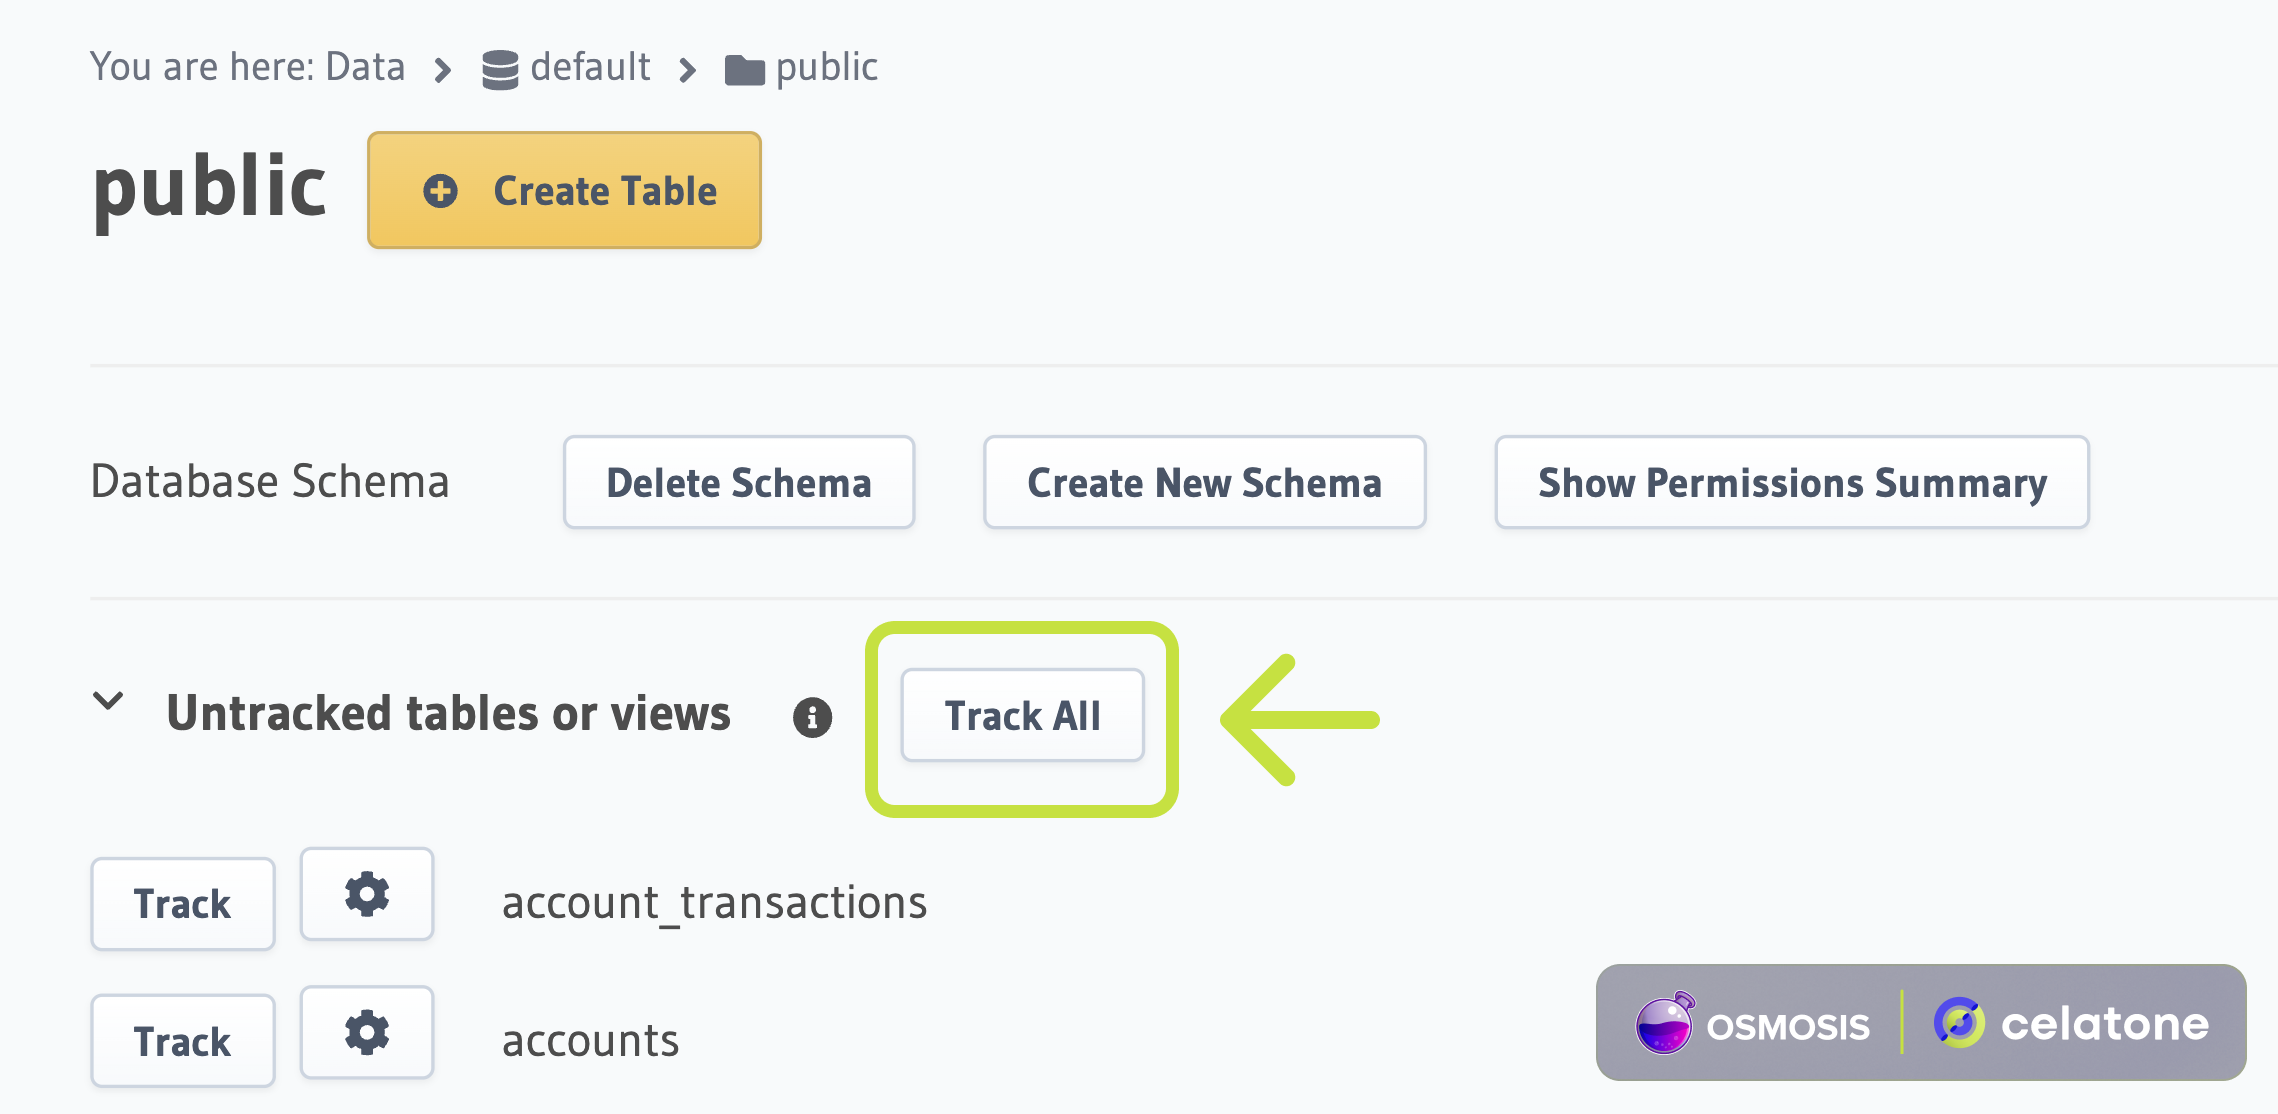 You are here: Data > default > public
public Create Table
Database Schema Delete Schema Create New Schema Show Permissions Summary
Untracked tables or views Track All
Track account_transactions
Track accounts
OSMOSIS | celatone